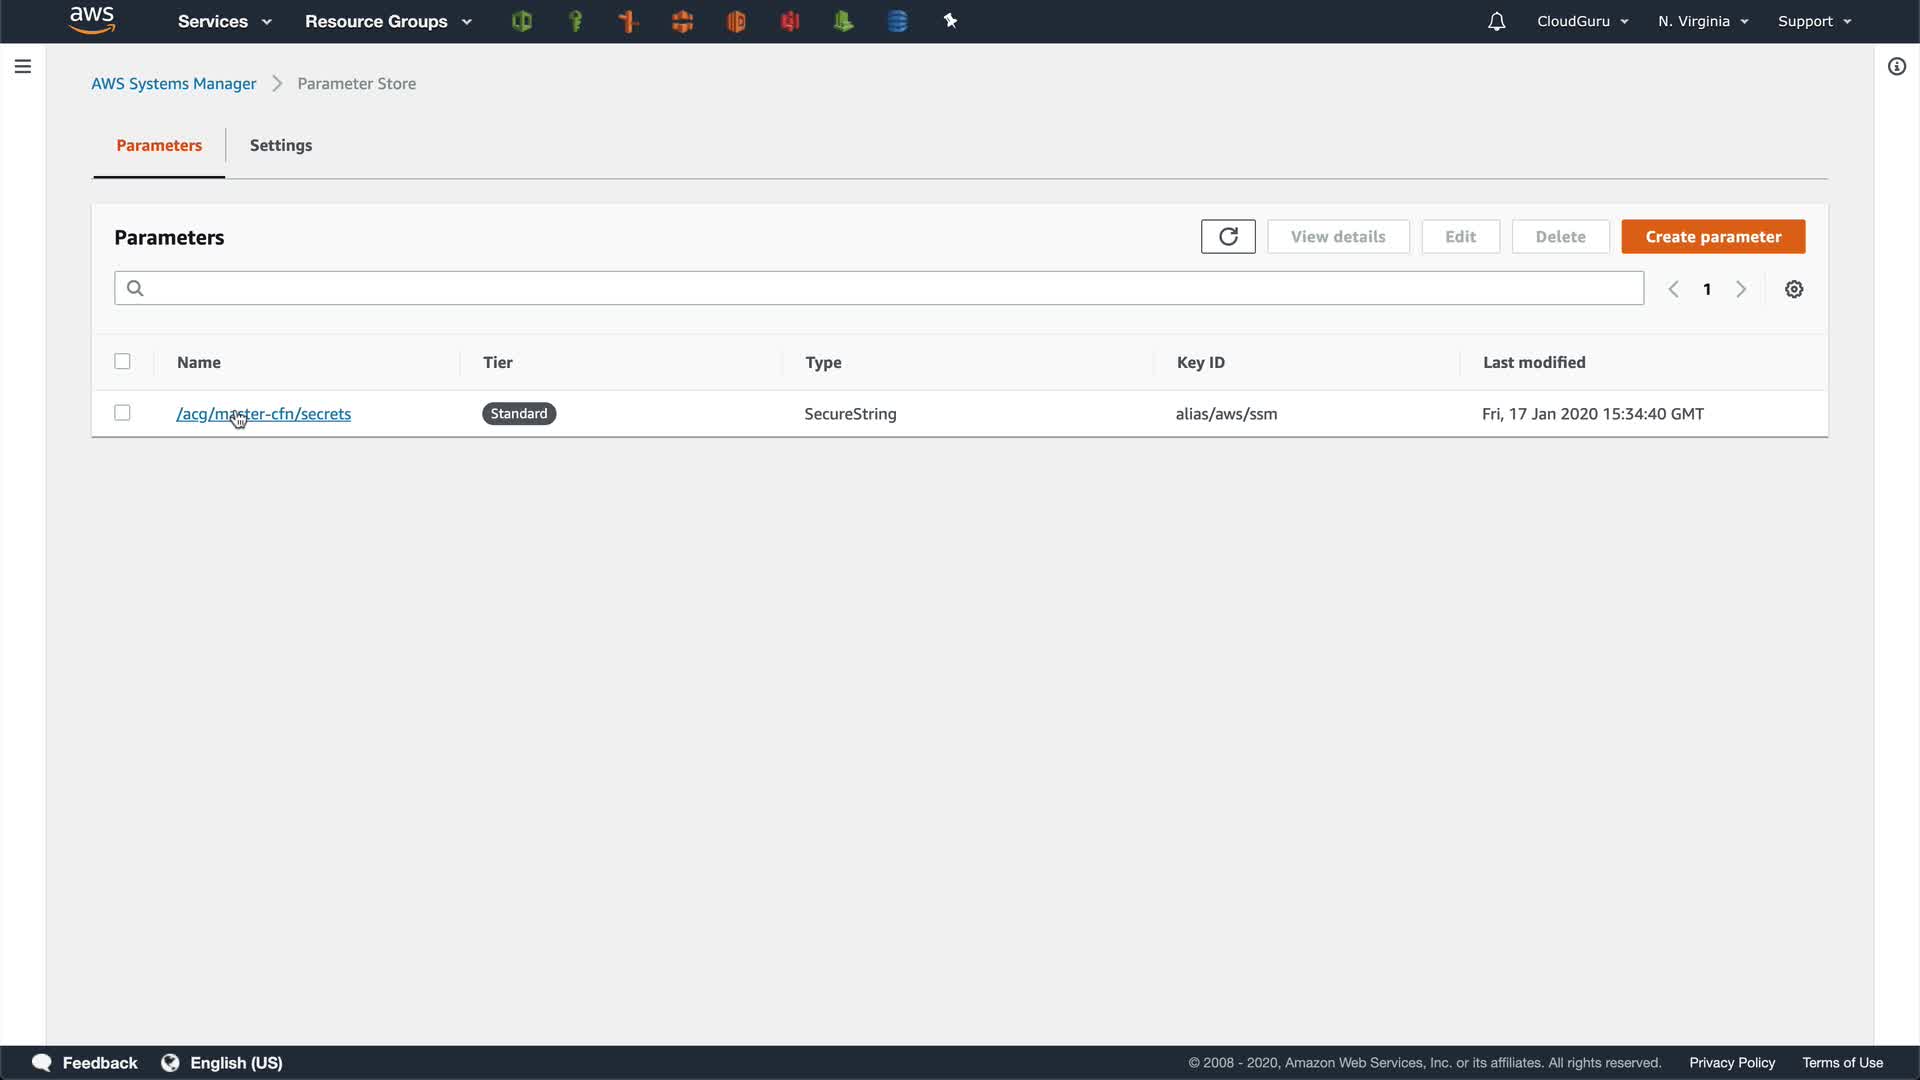 aws Services Resource Groups CloudGuru N. Virginia Support
AWS Systems Manager Parameter Store
Parameters Settings
Parameters View details Edit Delete Create parameter
1
Name Tier Type Key ID Last modified
/acg/master-cfn/secrets Standard SecureString alias/aws/ssm Fri, 17 Jan 2020 15:34:40 GMT
Feedback English (US) © 2008 - 2020, Amazon Web Services, Inc. or its affiliates. All rights reserved. Privacy Policy Terms of Use